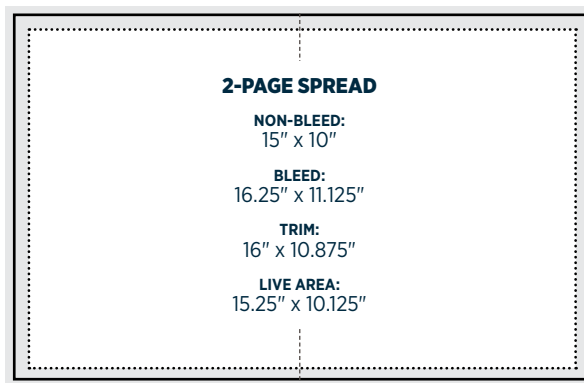 2-PAGE SPREAD
NON-BLEED:
15" x 10"
BLEED:
16.25" x 11.125"
TRIM:
16" x 10.875"
LIVE AREA:
15.25" x 10.125"